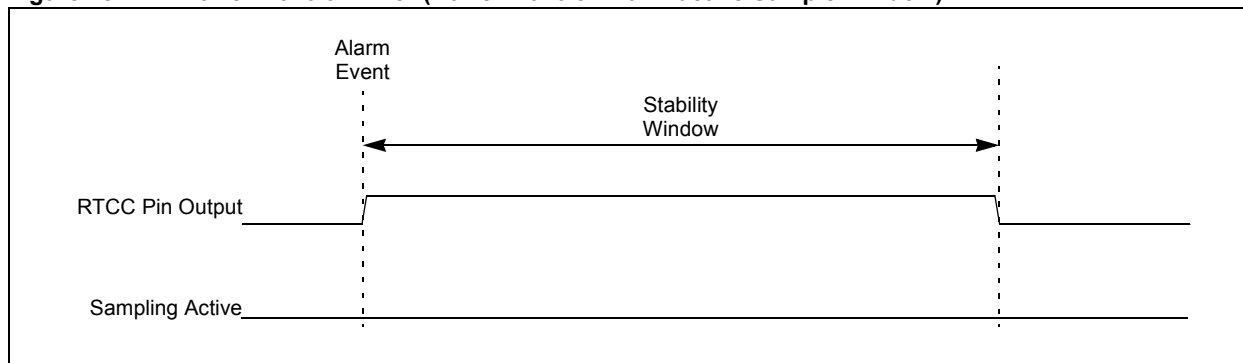 Alarm
Event
Stability
Window
RTCC Pin Output
Sampling Active